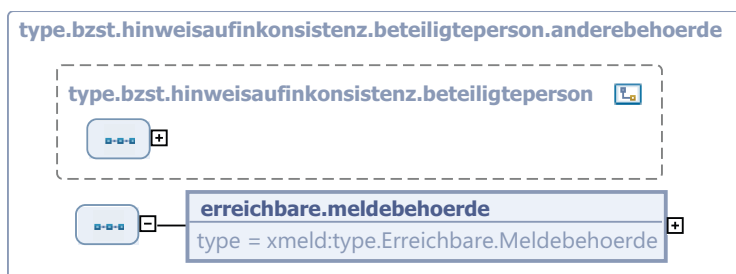 type.bzst.hinweisaufinkonsistenz.beteiligteperson.anderebehoerde
type.bzst.hinweisaufinkonsistenz.beteiligteperson
erreichbare.meldebehoerde
type = xmeld:type.Erreichbare.Meldebehoerde